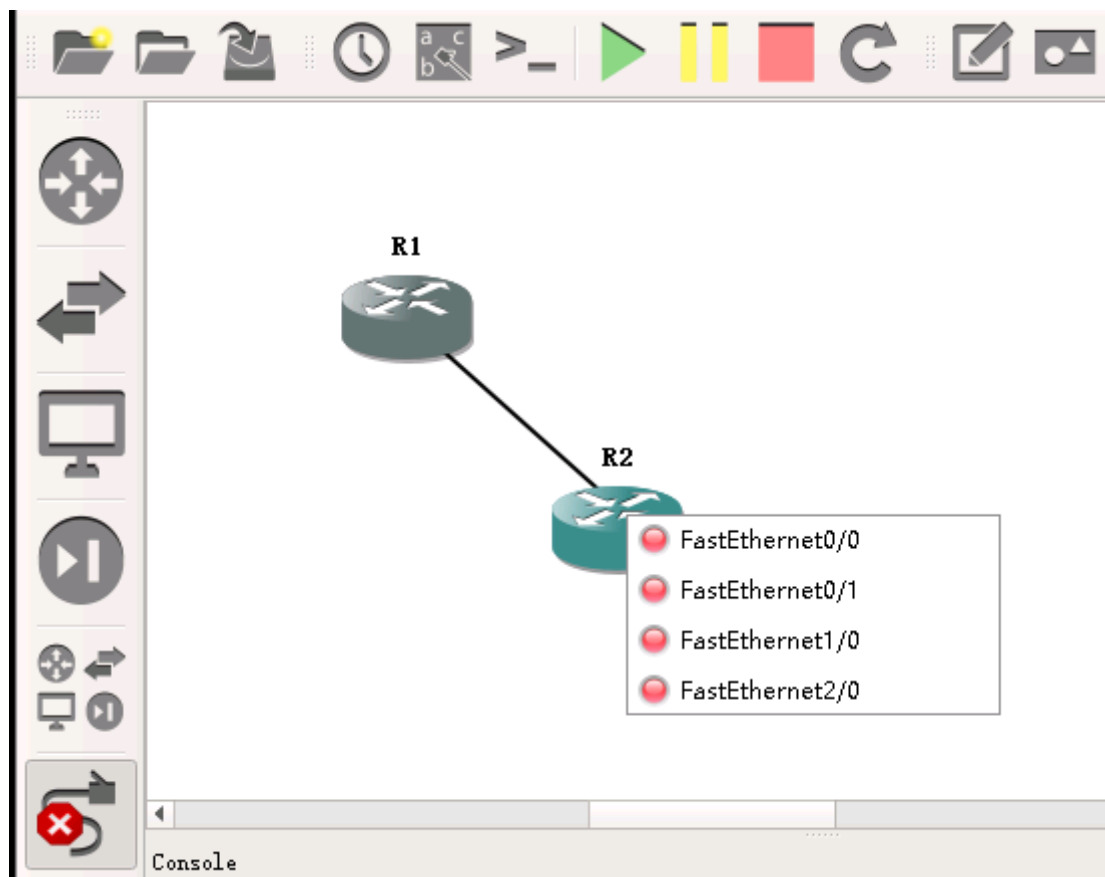 a c
b
>_
R1
R2
FastEthernet0/0
FastEthernet0/1
FastEthernet1/0
FastEthernet2/0
Console